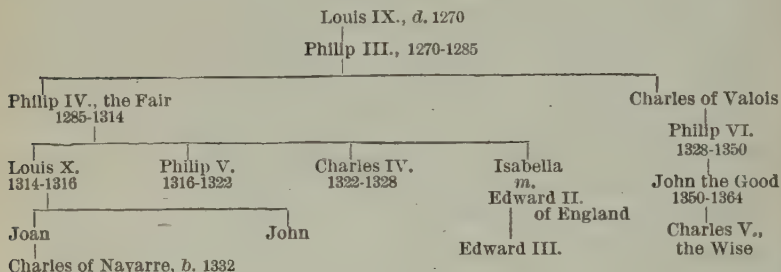 Louis IX., d. 1270
Philip III., 1270-1285
Philip IV., the Fair
1285-1314
Charles of Valois
Philip VI.
1328-1350
Louis X.
1314-1316
Philip V.
1316-1322
Charles IV.
1322-1328
Isabella
m.
Edward II.
of England
Edward III.
John the Good
1350-1364
Charles V.,
the Wise
Joan
John
Charles of Navarre, b. 1332